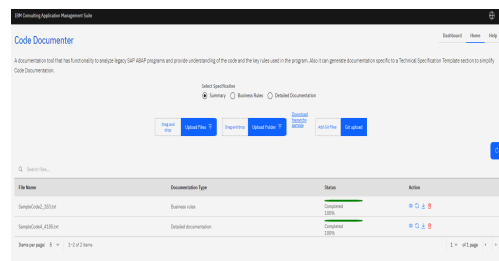 IBM Consulting Application Management Suite
Code Documenter
Dashboard Home Help
A documentation tool that has functionality to analyze legacy SAP ABAP programs and provide understanding of the code and the key rules used in the program. Also it can generate documentation specific to a Technical Specification Template section to simplify
Code Documentation.
Select Specification
Summary Business Rules Detailed Documentation
Drag and drop Upload Files Drag and drop Upload Folder Download hierarchy sample Add Git Files Git upload
Search files...
File Name Documentation Type Status Action
SampleCode2_393.txt Business rules Completed 100%
SampleCode4_4186.txt Detailed documentation Completed 100%
Items per page: 5 1–2 of 2 items 1 of 1 page